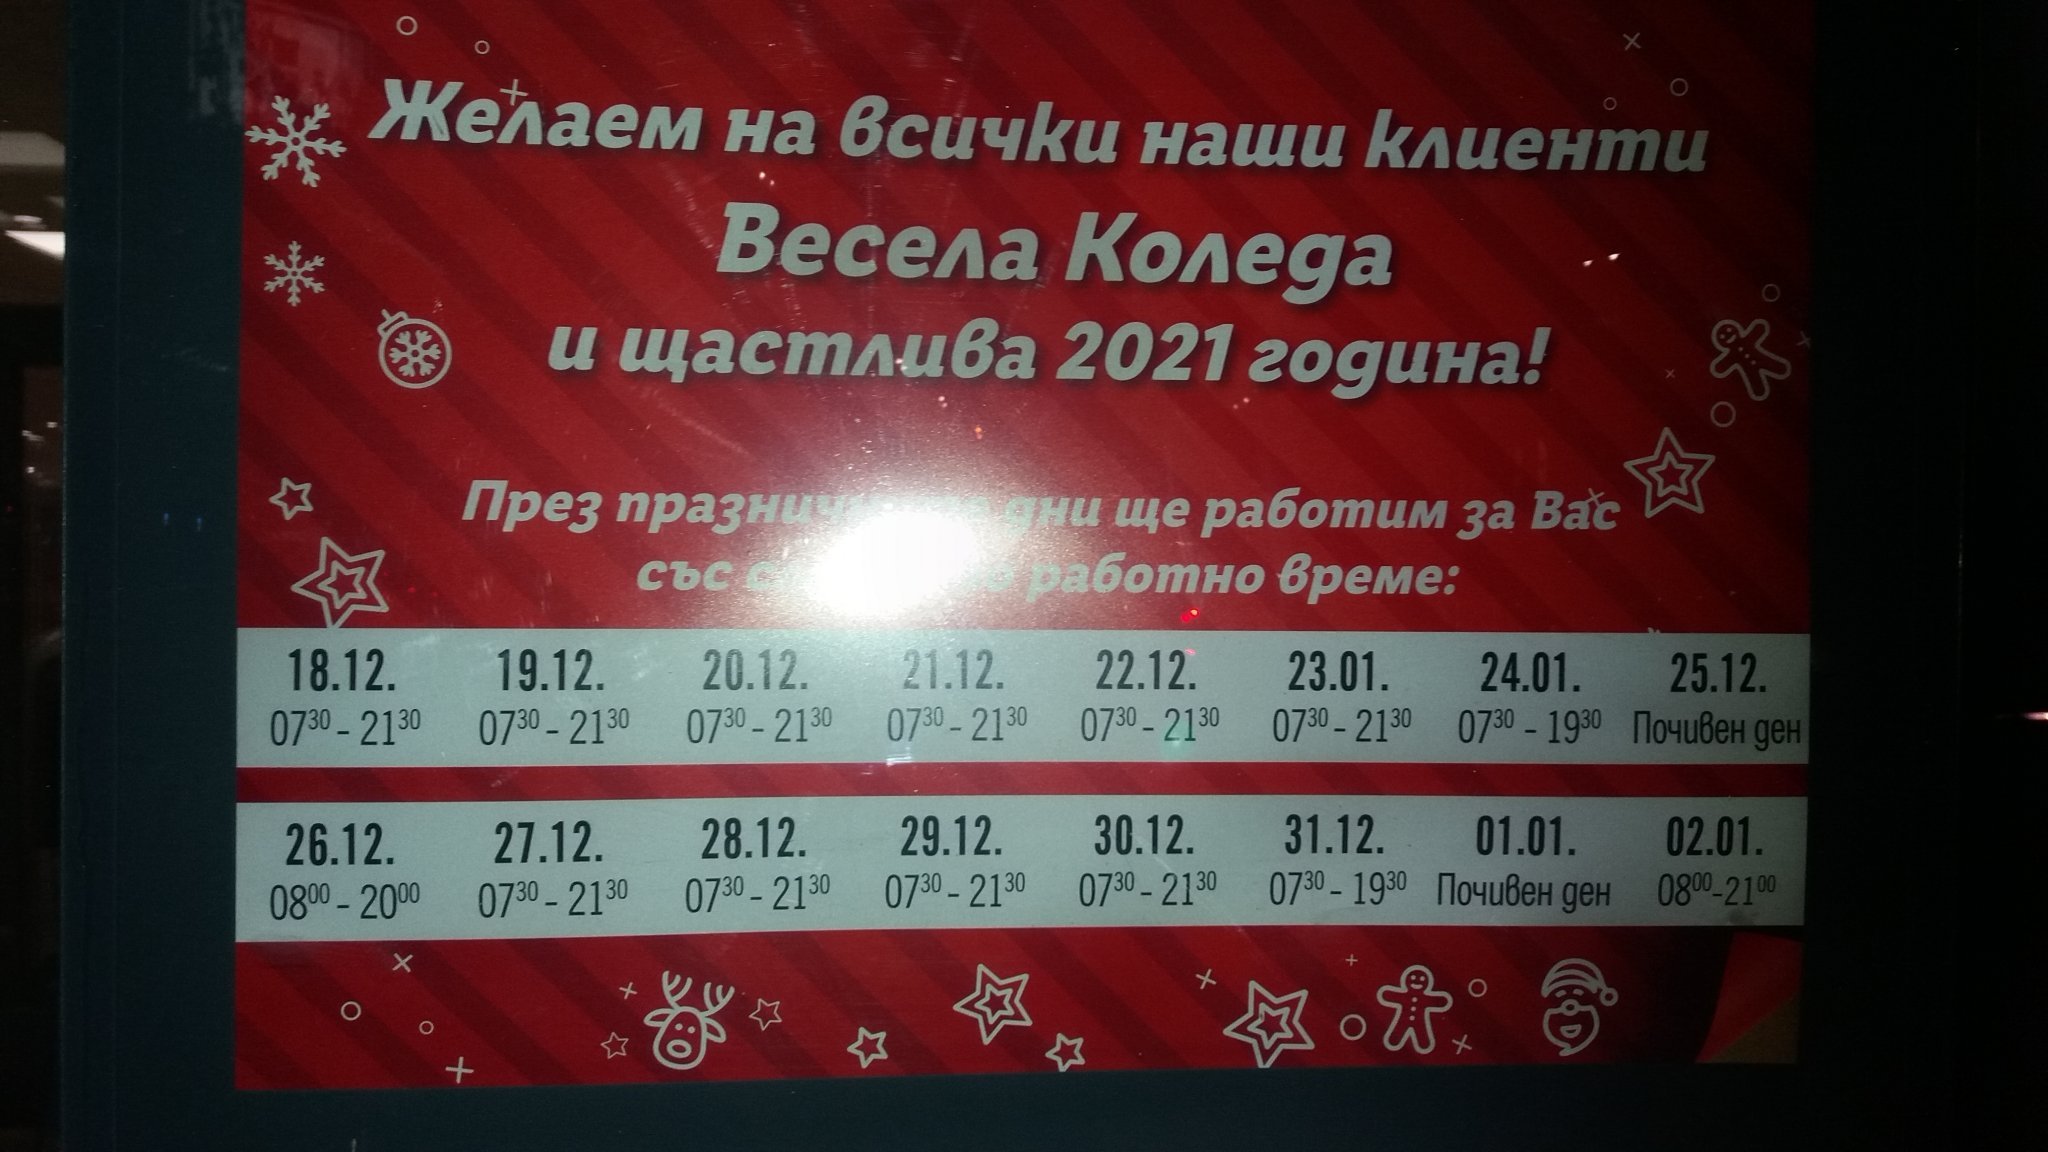 Желаем на всички наши клиенти
Весела Коледа
и щастлива 2021 година!
През дни ще работим за Вас
със работно време:
18.12. 19.12. 20.12. 21.12. 22.12. 23.01. 24.01. 25.12.
07³⁰ - 21³⁰ 07³⁰ - 21³⁰ 07³⁰ - 21³⁰ 07³⁰ - 21³⁰ 07³⁰ - 21³⁰ 07³⁰ - 21³⁰ 07³⁰ - 19³⁰ Почивен ден
26.12. 27.12. 28.12. 29.12. 30.12. 31.12. 01.01. 02.01.
08⁰⁰ - 20⁰⁰ 07³⁰ - 21³⁰ 07³⁰ - 21³⁰ 07³⁰ - 21³⁰ 07³⁰ - 21³⁰ 07³⁰ - 19³⁰ Почивен ден 08⁰⁰-21⁰⁰